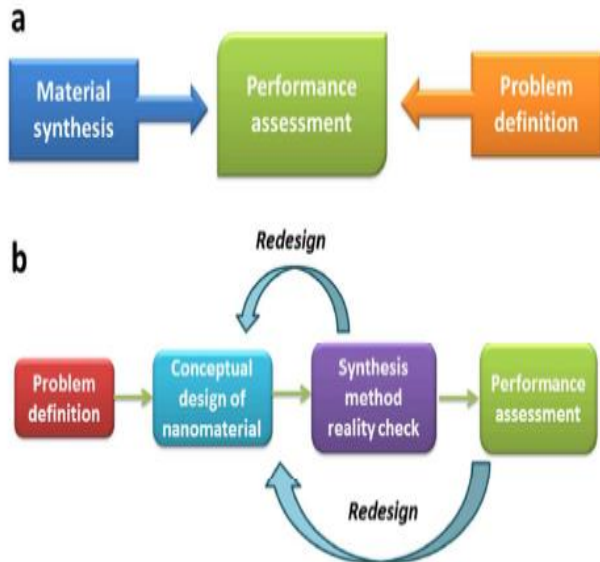 a
Material
synthesis
Performance
assessment
Problem
definition
b
Redesign
Problem
definition
Conceptual
design of
nanomaterial
Synthesis
method
reality check
Performance
assessment
Redesign